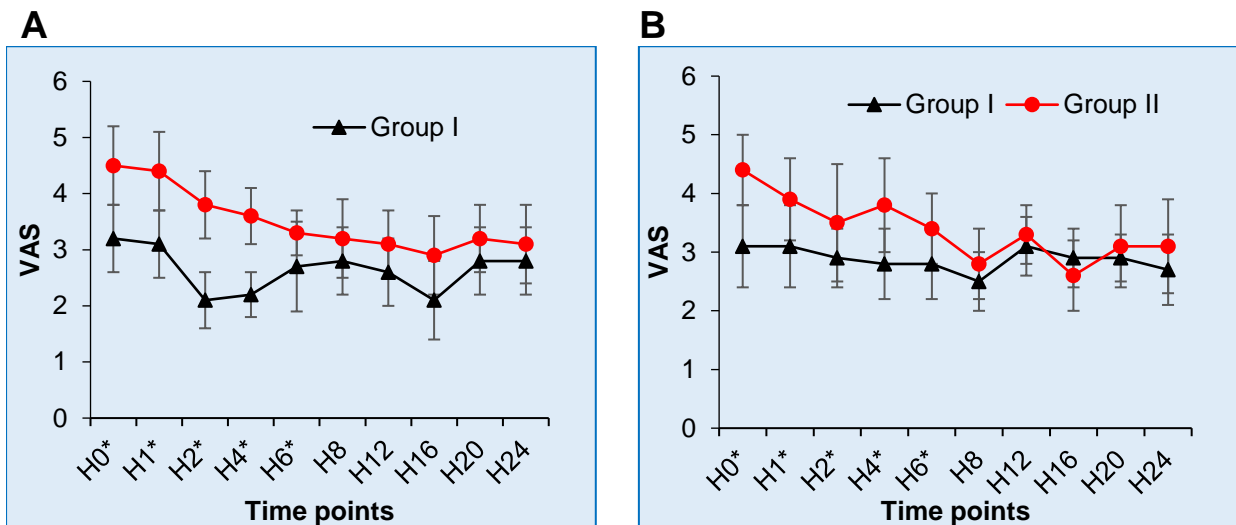 A
6
5
4
3
2
1
0
VAS
Group I
H0*
H1*
H2*
H4*
H6*
H8
H12
H16
H20
H24
Time points
B
6
5
4
3
2
1
0
VAS
Group I
Group II
H0*
H1*
H2*
H4*
H6*
H8
H12
H16
H20
H24
Time points